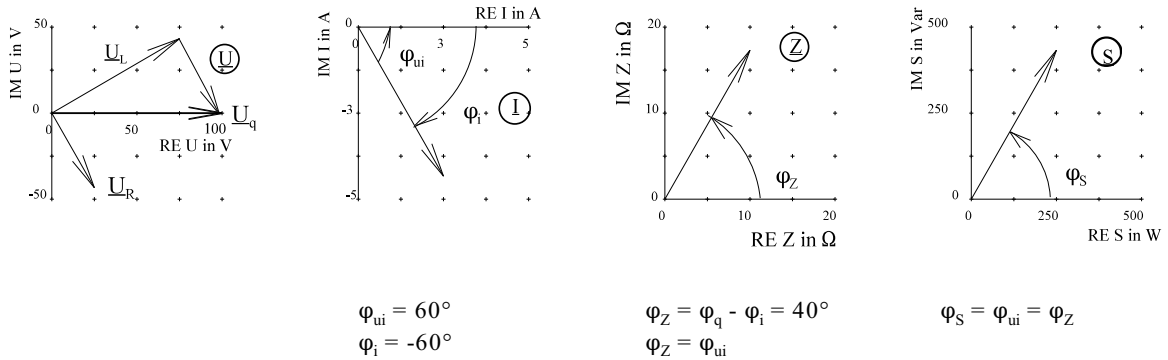 IM U in V
50
0
-50
U_L
U
U_q
U_R
0
50
100
RE U in V
IM I in A
0
-3
-5
RE I in A
0
3
5
φ_ui
φ_i
I
IM Z in Ω
20
10
0
Z
φ_Z
0
10
20
RE Z in Ω
IM S in Var
500
250
0
S
φ_S
0
250
500
RE S in W
φ_ui = 60°
φ_i = -60°
φ_Z = φ_q - φ_i = 40°
φ_Z = φ_ui
φ_S = φ_ui = φ_Z